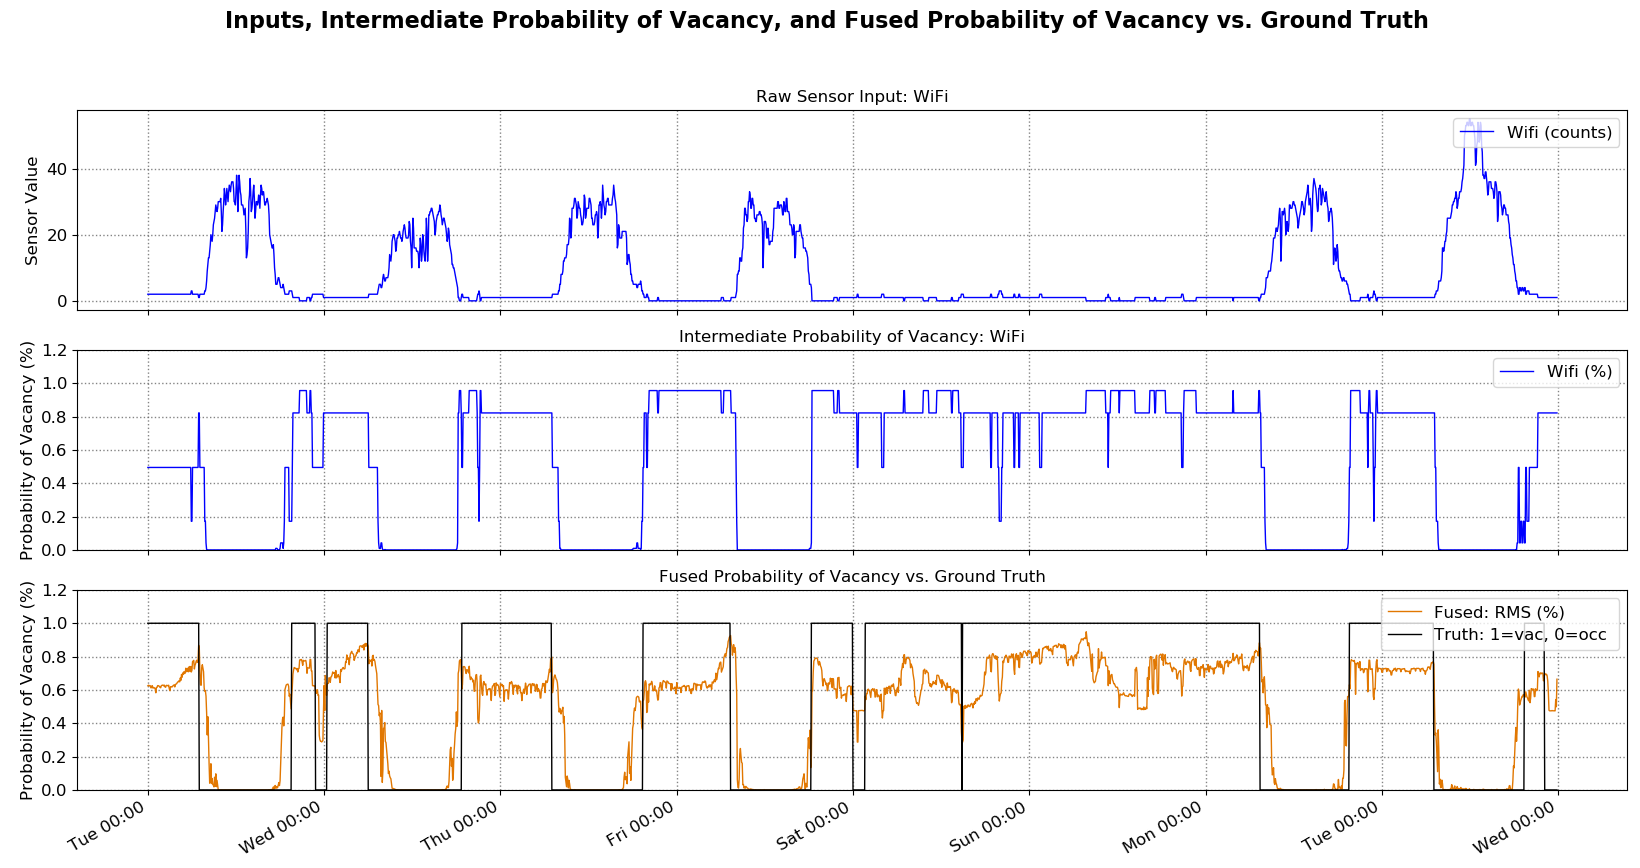 Inputs, Intermediate Probability of Vacancy, and Fused Probability of Vacancy vs. Ground Truth
Raw Sensor Input: WiFi
Sensor Value
40
20
0
Wifi (counts)
Intermediate Probability of Vacancy: WiFi
Probability of Vacancy (%)
1.2
1.0
0.8
0.6
0.4
0.2
0.0
Wifi (%)
Fused Probability of Vacancy vs. Ground Truth
Probability of Vacancy (%)
1.2
1.0
0.8
0.6
0.4
0.2
0.0
Fused: RMS (%)
Truth: 1=vac, 0=occ
Tue 00:00
Wed 00:00
Thu 00:00
Fri 00:00
Sat 00:00
Sun 00:00
Mon 00:00
Tue 00:00
Wed 00:00